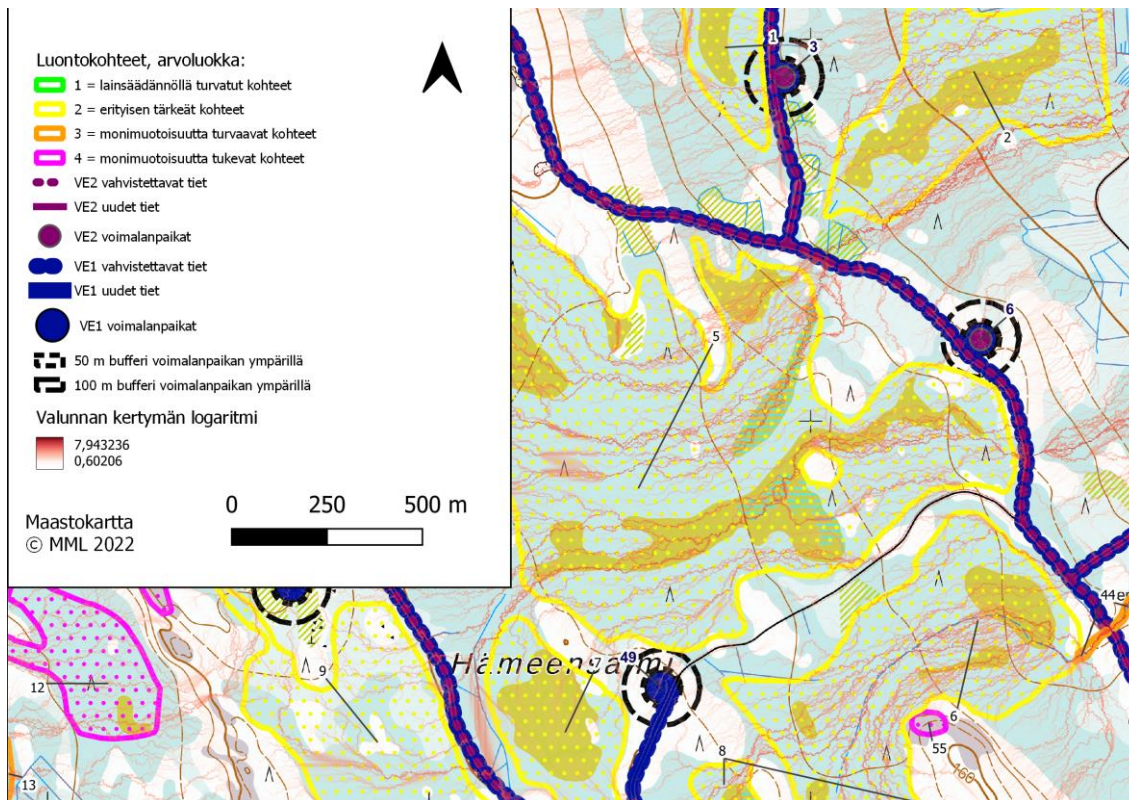 Luontokohteet, arvoluokka:
1 = lainsäädännöllä turvatut kohteet
2 = erityisen tärkeät kohteet
3 = monimuotoisuutta turvaavat kohteet
4 = monimuotoisuutta tukevat kohteet
VE2 vahvistettavat tiet
VE2 uudet tiet
VE2 voimalanpaikat
VE1 vahvistettavat tiet
VE1 uudet tiet
VE1 voimalanpaikat
50 m bufferi voimalanpaikan ympärillä
100 m bufferi voimalanpaikan ympärillä
Valunnan kertymän logaritmi
7,943236
0,60206
0 250 500 m
Maastokartta
© MML 2022
1
3
2
6
5
44
49
7
9
12
6
55
8
13
160